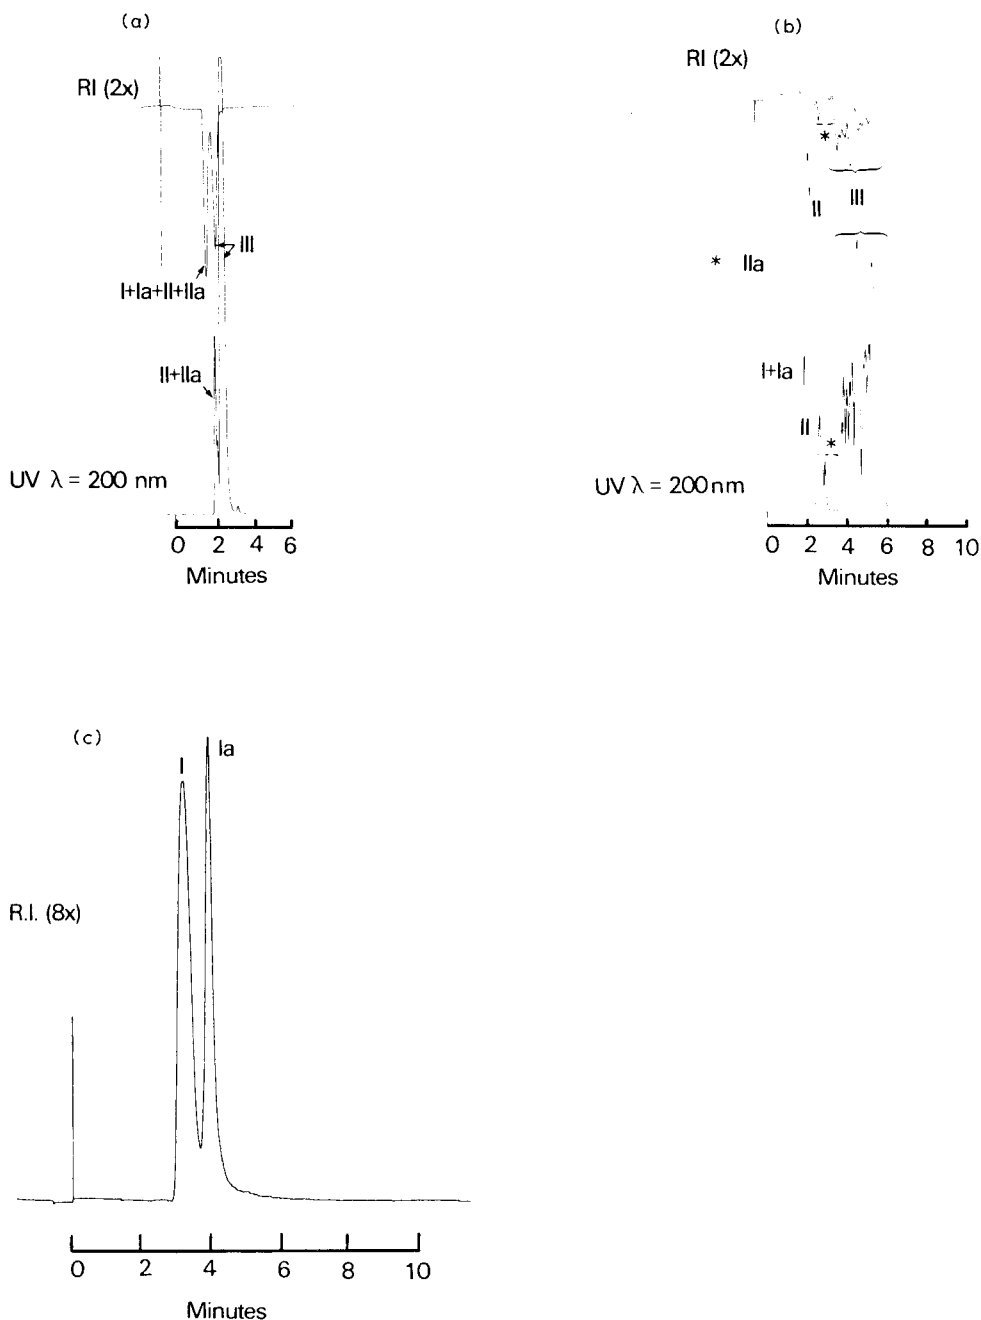 (a)
RI (2x)
III
I+Ia+II+IIa
II+IIa
UV λ = 200 nm
0 2 4 6
Minutes
(b)
RI (2x)
*
II
III
* IIa
I+Ia
II
*
UV λ = 200nm
0 2 4 6 8 10
Minutes
(c)
I
Ia
R.I. (8x)
0 2 4 6 8 10
Minutes